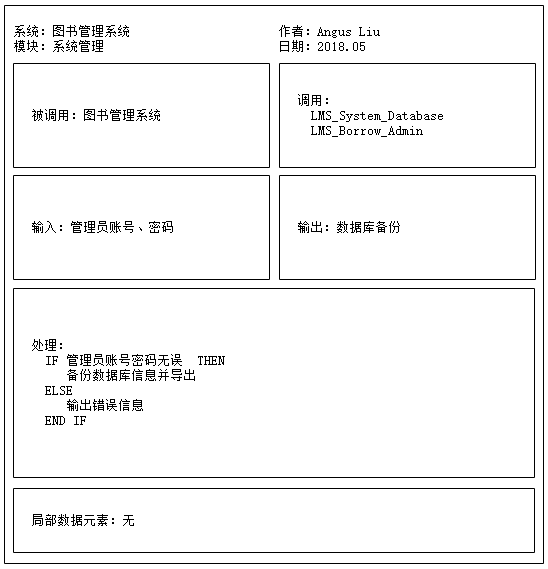 系统：图书管理系统
作者：Angus Liu
模块：系统管理
日期：2018.05
被调用：图书管理系统
调用：
LMS_System_Database
LMS_Borrow_Admin
输入：管理员账号、密码
输出：数据库备份
处理：
IF 管理员账号密码无误 THEN
备份数据库信息并导出
ELSE
输出错误信息
END IF
局部数据元素：无